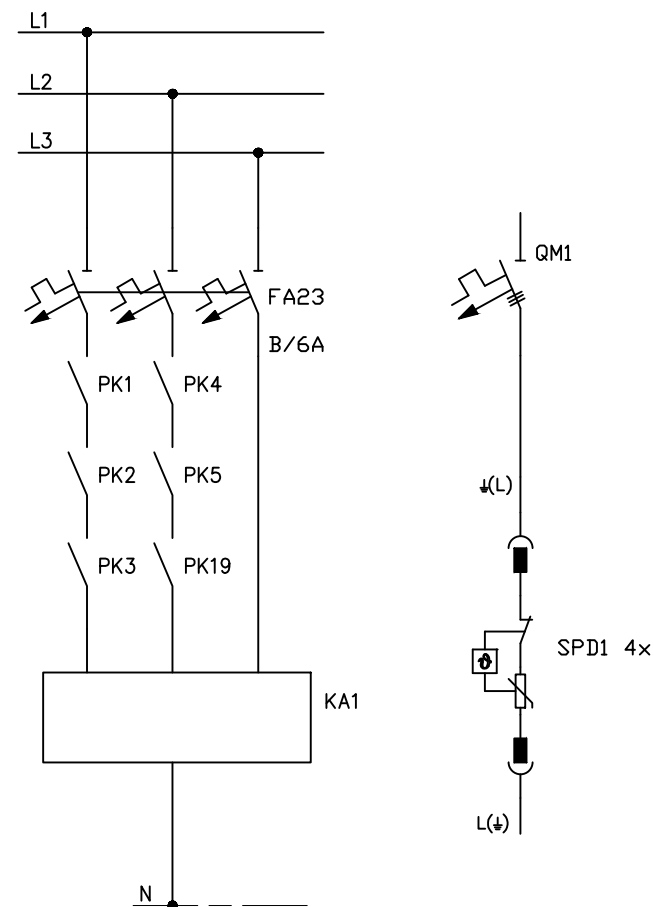 L1
L2
L3
QM1
FA23
B/6A
PK1 PK4
PK2 PK5
⏚(L)
PK3 PK19
SPD1 4x
ϑ
KA1
L(⏚)
N